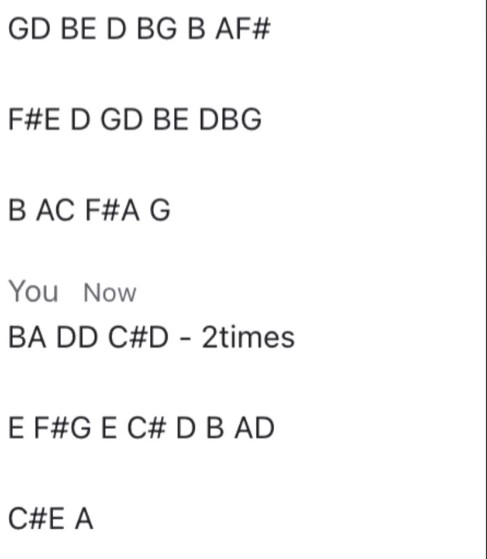 GD BE D BG B AF#
F#E D GD BE DBG
B AC F#A G
You Now
BA DD C#D - 2times
E F#G E C# D B AD
C#E A